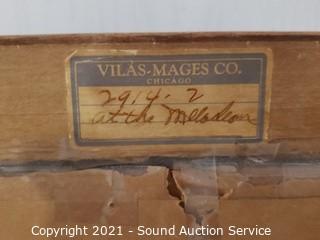 VILAS-MAGES CO.
CHICAGO
2914-2
at the Melodeon
Copyright 2021 - Sound Auction Service